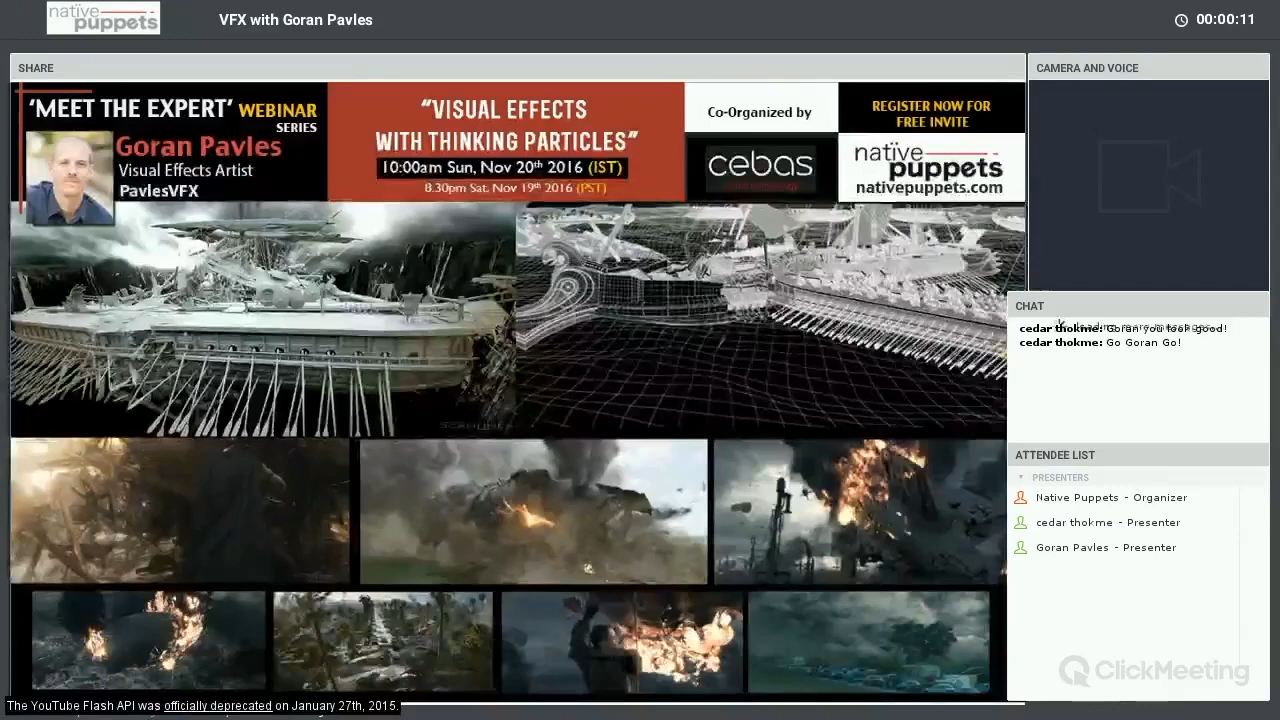 native
puppets
VFX with Goran Pavles
00:00:11
SHARE
CAMERA AND VOICE
'MEET THE EXPERT' WEBINAR
SERIES
Goran Pavles
Visual Effects Artist
PavlesVFX
"VISUAL EFFECTS
WITH THINKING PARTICLES"
10:00am Sun, Nov 20th 2016 (IST)
8.30pm Sat, Nov 19th 2016 (PST)
Co-Organized by
cebas
REGISTER NOW FOR
FREE INVITE
native
puppets
nativepuppets.com
CHAT
cedar thokme: Goran you look good!
cedar thokme: Go Goran Go!
ATTENDEE LIST
PRESENTERS
Native Puppets - Organizer
cedar thokme - Presenter
Goran Pavles - Presenter
ClickMeeting
The YouTube Flash API was officially deprecated on January 27th, 2015.